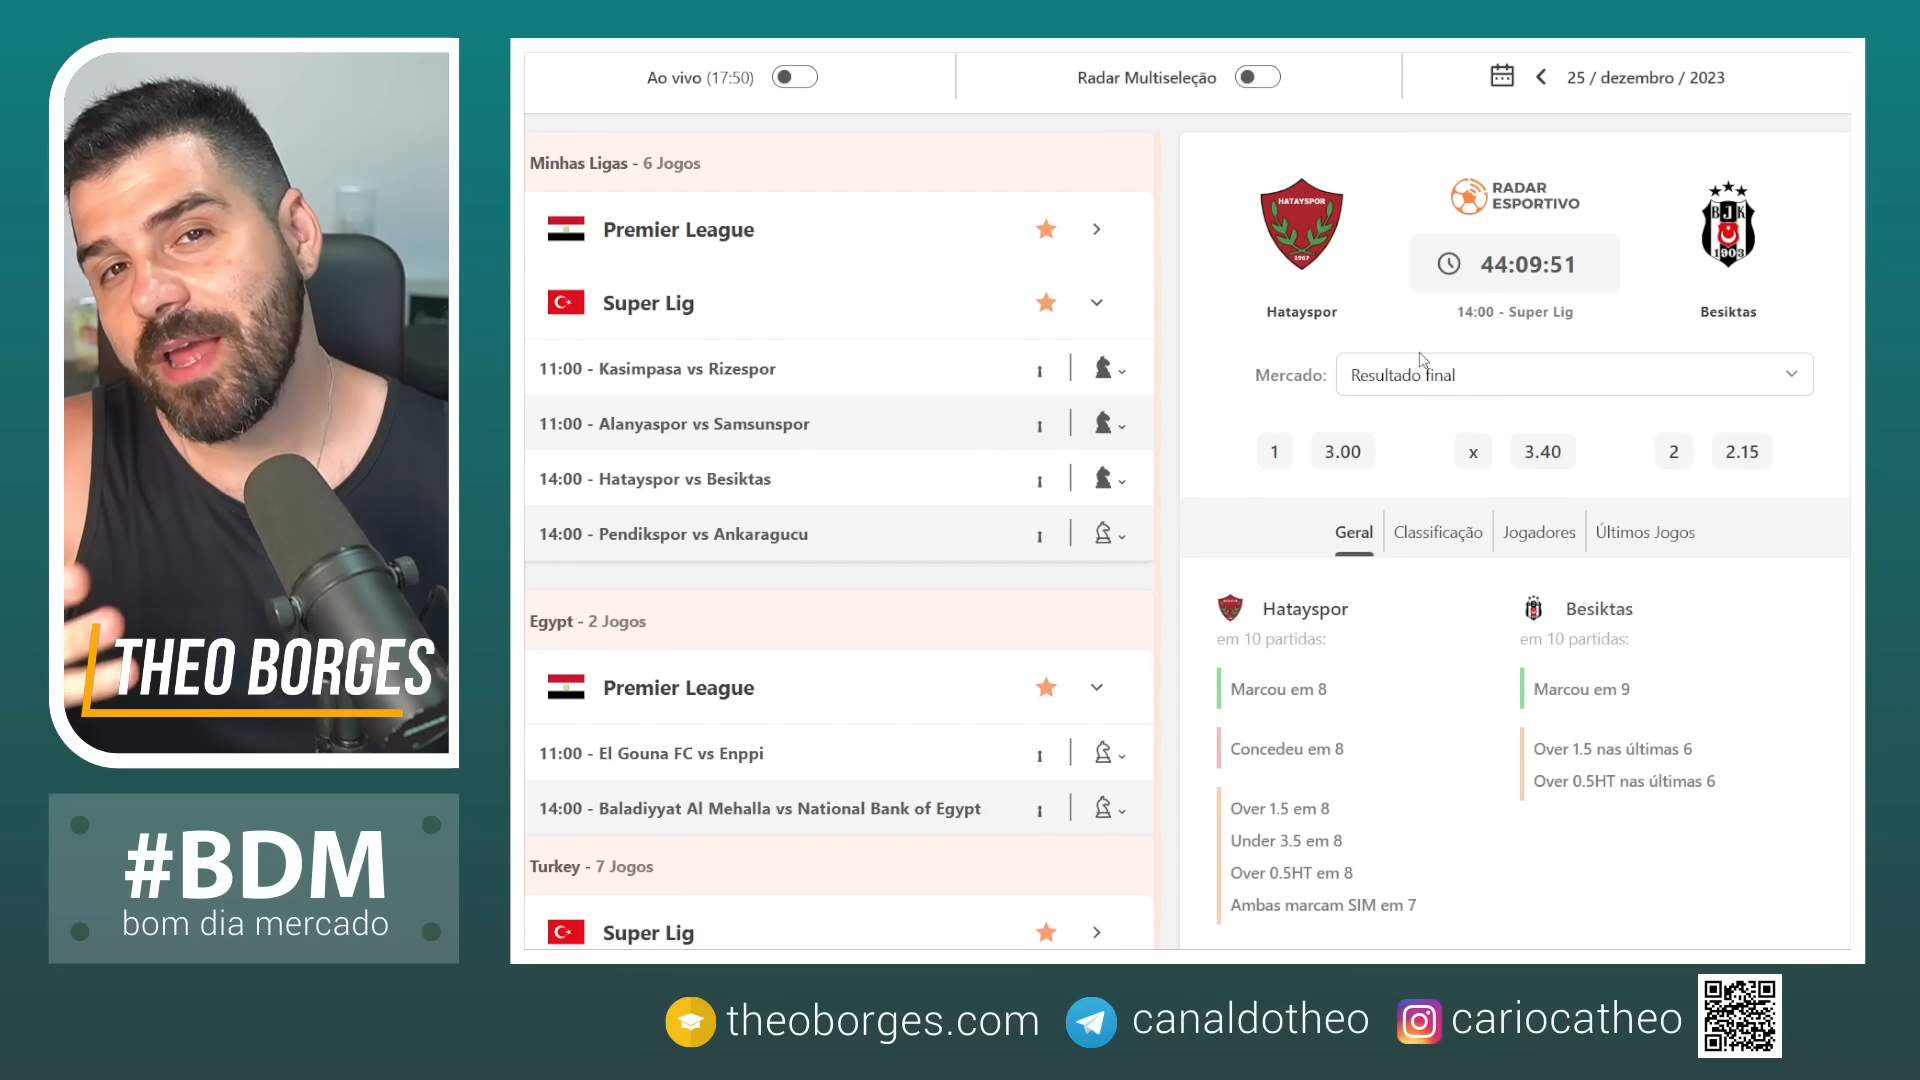 Ao vivo (17:50)
Radar Multiseleção
25 / dezembro / 2023
Minhas Ligas - 6 Jogos
Premier League
Super Lig
11:00 - Kasimpasa vs Rizespor
11:00 - Alanyaspor vs Samsunspor
14:00 - Hatayspor vs Besiktas
14:00 - Pendikspor vs Ankaragucu
Egypt - 2 Jogos
Premier League
11:00 - El Gouna FC vs Enppi
14:00 - Baladiyyat Al Mehalla vs National Bank of Egypt
Turkey - 7 Jogos
Super Lig
HATAYSPOR
1967
RADAR
ESPORTIVO
BJK
1903
44:09:51
Hatayspor
14:00 - Super Lig
Besiktas
Mercado:
Resultado final
1 3.00 x 3.40 2 2.15
Geral Classificação Jogadores Últimos Jogos
Hatayspor
em 10 partidas:
Marcou em 8
Concedeu em 8
Over 1.5 em 8
Under 3.5 em 8
Over 0.5HT em 8
Ambas marcam SIM em 7
Besiktas
em 10 partidas:
Marcou em 9
Over 1.5 nas últimas 6
Over 0.5HT nas últimas 6
THEO BORGES
#BDM
bom dia mercado
theoborges.com
canaldotheo
cariocatheo